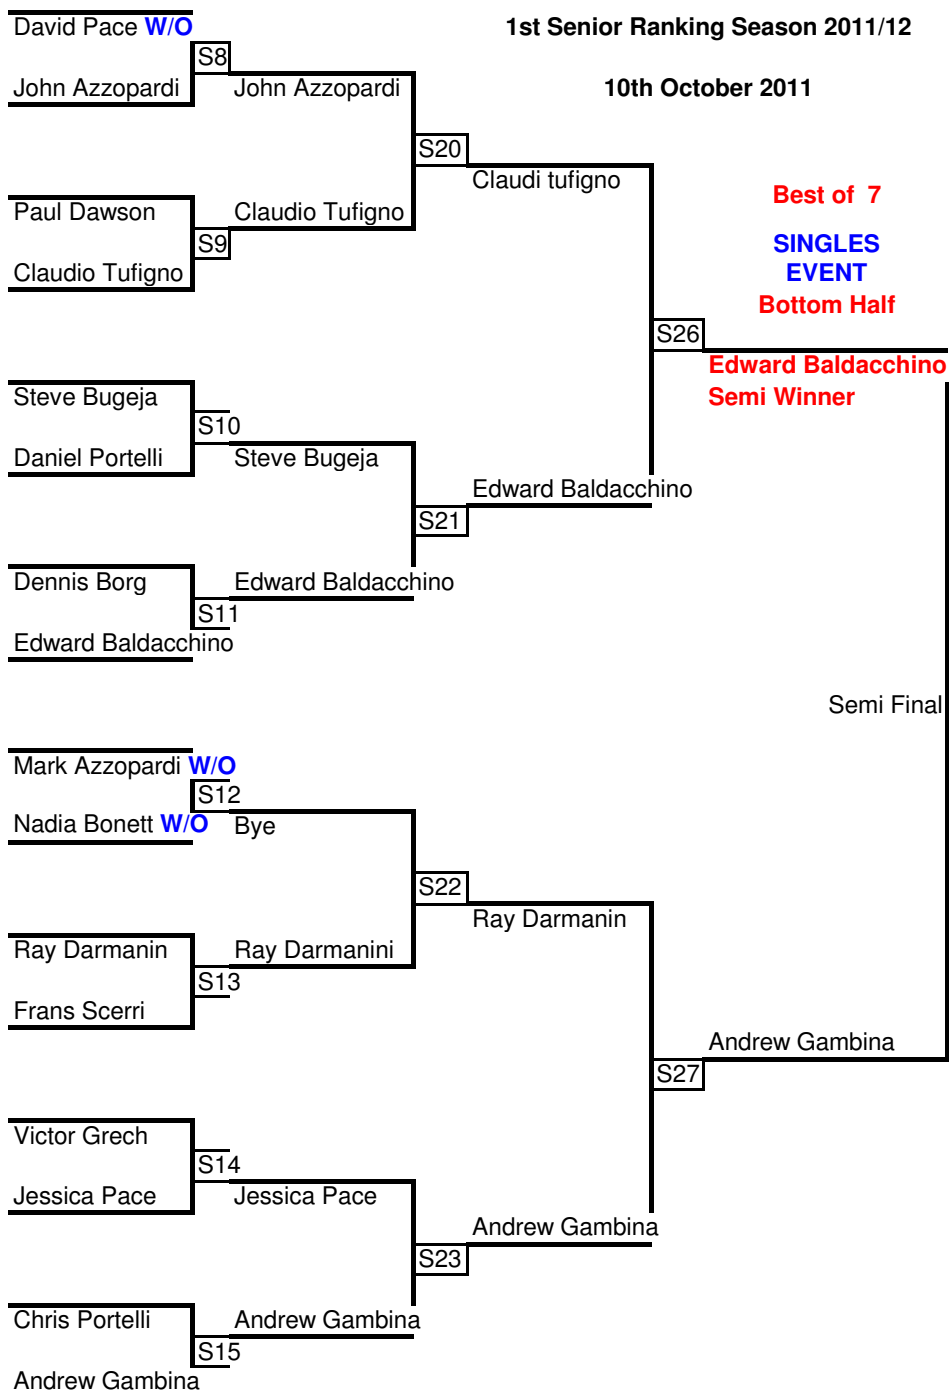 David Pace W/O
1st Senior Ranking Season 2011/12
S8
John Azzopardi
John Azzopardi
10th October 2011
S20
Claudi tufigno
Best of 7
Paul Dawson
Claudio Tufigno
S9
SINGLES
EVENT
Claudio Tufigno
Bottom Half
S26
Edward Baldacchino
Semi Winner
Steve Bugeja
S10
Daniel Portelli
Steve Bugeja
Edward Baldacchino
S21
Dennis Borg
Edward Baldacchino
S11
Edward Baldacchino
Semi Final
Mark Azzopardi W/O
S12
Nadia Bonett W/O
Bye
S22
Ray Darmanin
Ray Darmanin
Ray Darmanini
S13
Frans Scerri
Andrew Gambina
S27
Victor Grech
S14
Jessica Pace
Jessica Pace
Andrew Gambina
S23
Chris Portelli
Andrew Gambina
S15
Andrew Gambina